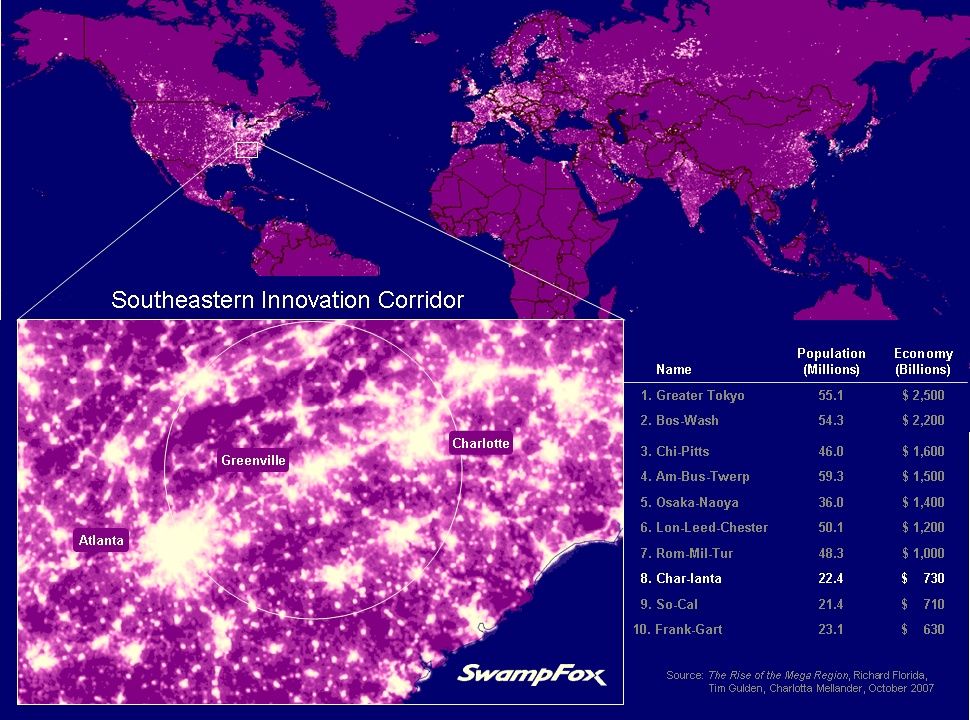 Southeastern Innovation Corridor
Greenville
Charlotte
Atlanta
SwampFox
Name Population (Millions) Economy (Billions)
1. Greater Tokyo 55.1 $ 2,500
2. Bos-Wash 54.3 $ 2,200
3. Chi-Pitts 46.0 $ 1,600
4. Am-Bus-Twerp 59.3 $ 1,500
5. Osaka-Naoya 36.0 $ 1,400
6. Lon-Leed-Chester 50.1 $ 1,200
7. Rom-Mil-Tur 48.3 $ 1,000
8. Char-lanta 22.4 $ 730
9. So-Cal 21.4 $ 710
10. Frank-Gart 23.1 $ 630
Source: The Rise of the Mega Region, Richard Florida,
Tim Gulden, Charlotta Mellander, October 2007